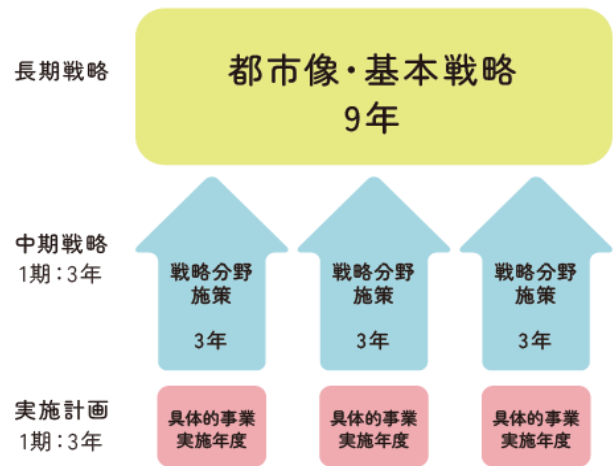 長期戦略
都市像・基本戦略
9年
中期戦略
1期：3年
戦略分野
施策
3年
戦略分野
施策
3年
戦略分野
施策
3年
実施計画
1期：3年
具体的事業
実施年度
具体的事業
実施年度
具体的事業
実施年度